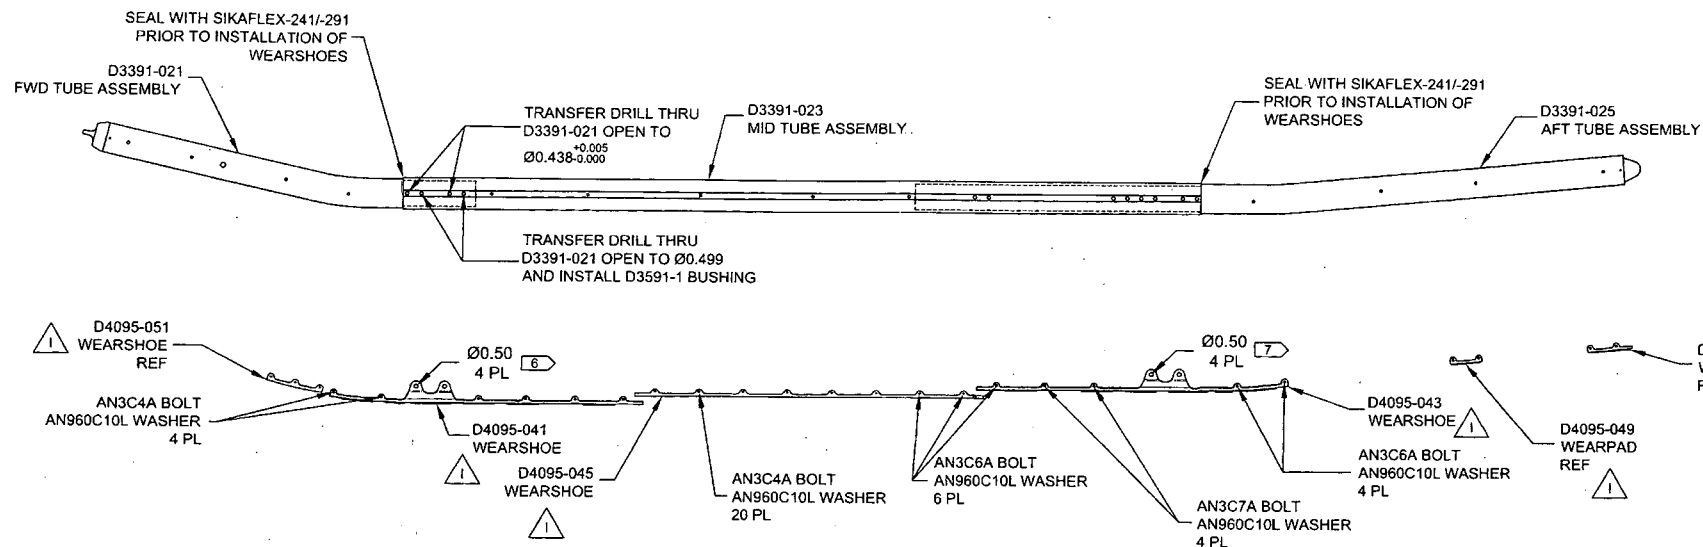 SEAL WITH SIKAFLEX-241/-291
PRIOR TO INSTALLATION OF
WEARSHOES
D3391-021
FWD TUBE ASSEMBLY
TRANSFER DRILL THRU
D3391-021 OPEN TO
Ø0.438+0.005-0.000
D3391-023
MID TUBE ASSEMBLY
SEAL WITH SIKAFLEX-241/-291
PRIOR TO INSTALLATION OF
WEARSHOES
D3391-025
AFT TUBE ASSEMBLY
TRANSFER DRILL THRU
D3391-021 OPEN TO Ø0.499
AND INSTALL D3591-1 BUSHING
1
D4095-051
WEARSHOE
REF
Ø0.50
4 PL
6
AN3C4A BOLT
AN960C10L WASHER
4 PL
D4095-041
WEARSHOE
1
D4095-045
WEARSHOE
1
AN3C4A BOLT
AN960C10L WASHER
20 PL
AN3C6A BOLT
AN960C10L WASHER
6 PL
Ø0.50
4 PL
7
AN3C7A BOLT
AN960C10L WASHER
4 PL
D4095-043
WEARSHOE
1
AN3C6A BOLT
AN960C10L WASHER
4 PL
D4095-049
WEARPAD
REF
1